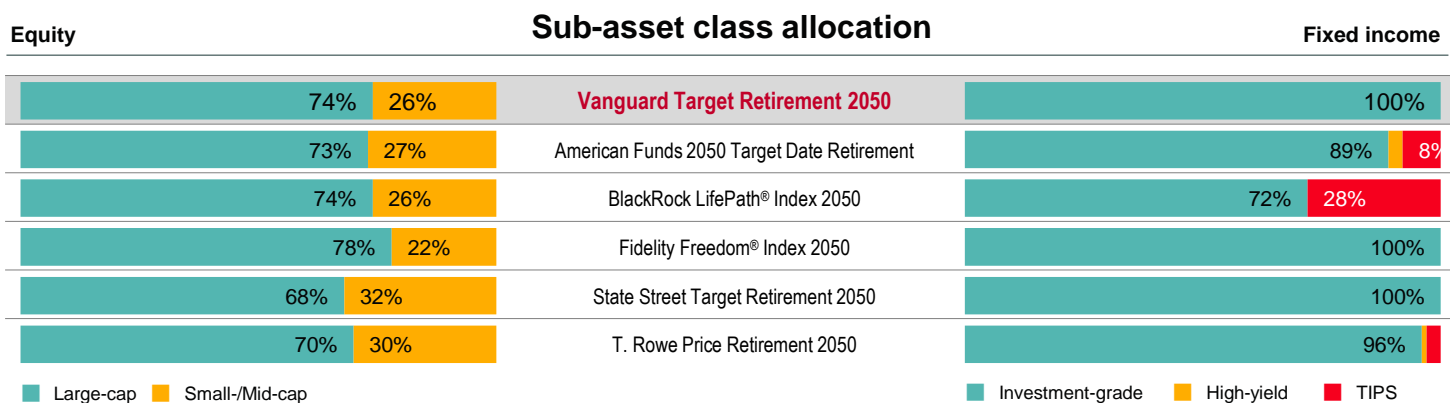 Sub-asset class allocation
Equity
Fixed income
74% 26% Vanguard Target Retirement 2050 100%
73% 27% American Funds 2050 Target Date Retirement 89% 8%
74% 26% BlackRock LifePath® Index 2050 72% 28%
78% 22% Fidelity Freedom® Index 2050 100%
68% 32% State Street Target Retirement 2050 100%
70% 30% T. Rowe Price Retirement 2050 96%
Large-cap Small-/Mid-cap Investment-grade High-yield TIPS